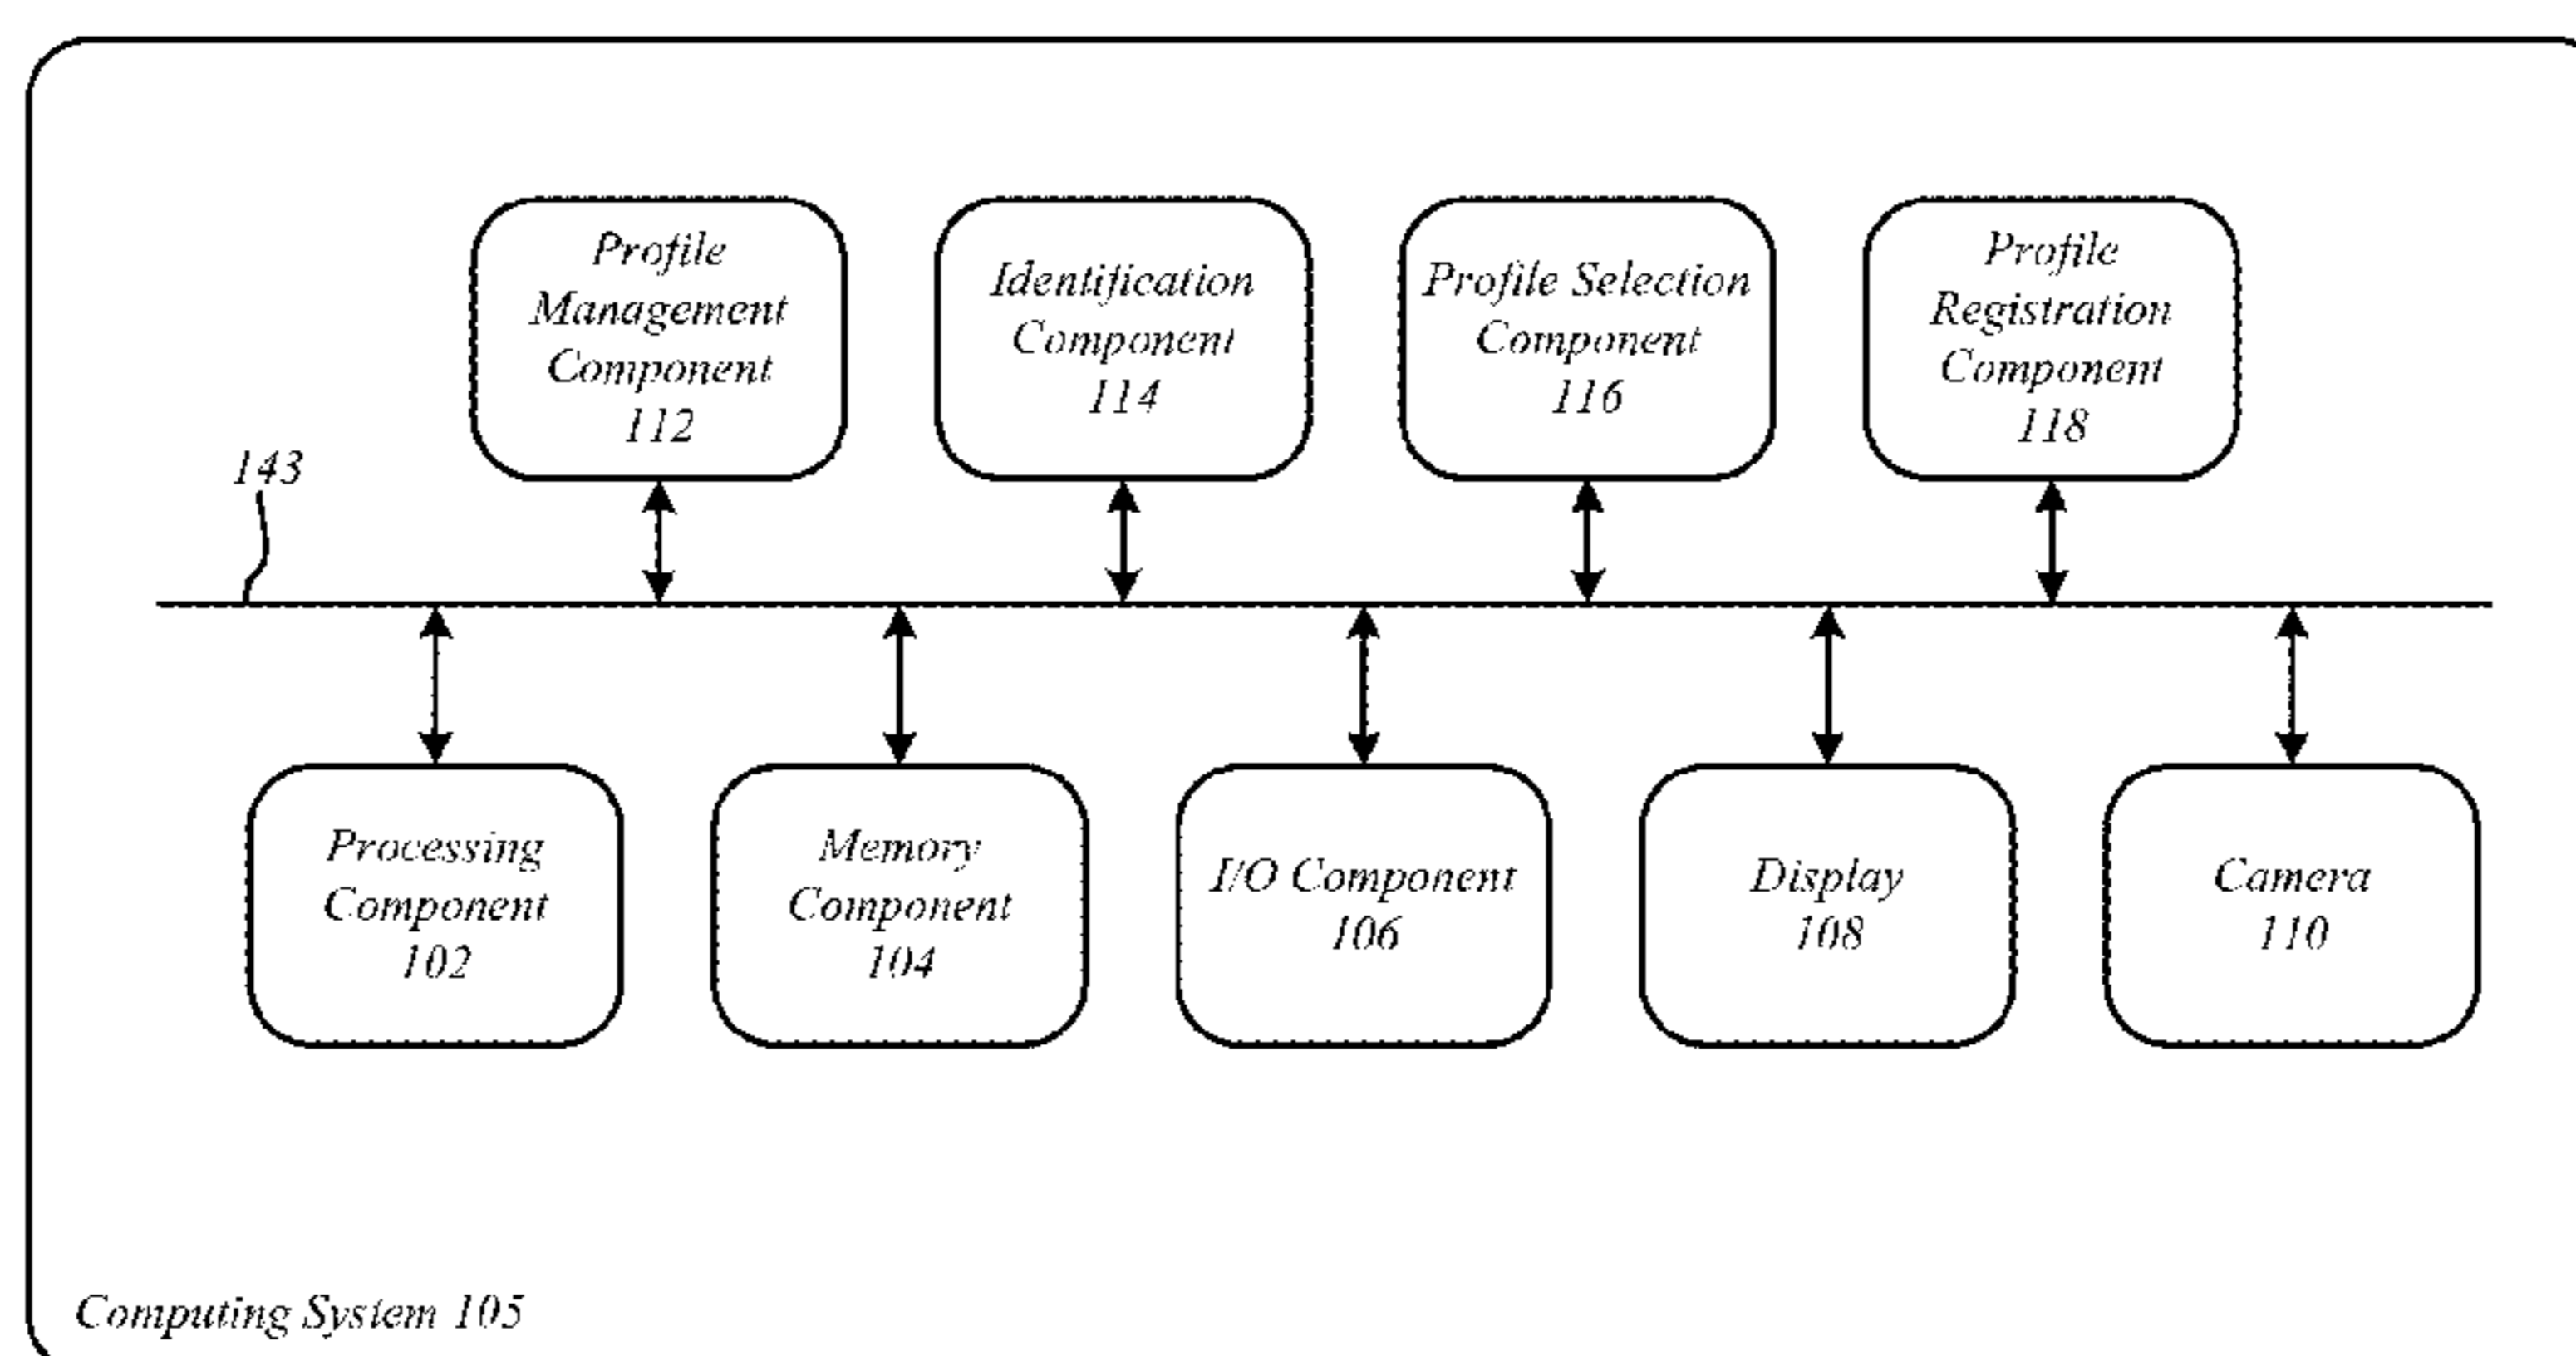 Profile
Management
Component
112
Identification
Component
114
Profile Selection
Component
116
Profile
Registration
Component
118
143
Processing
Component
102
Memory
Component
104
I/O Component
106
Display
108
Camera
110
Computing System 105